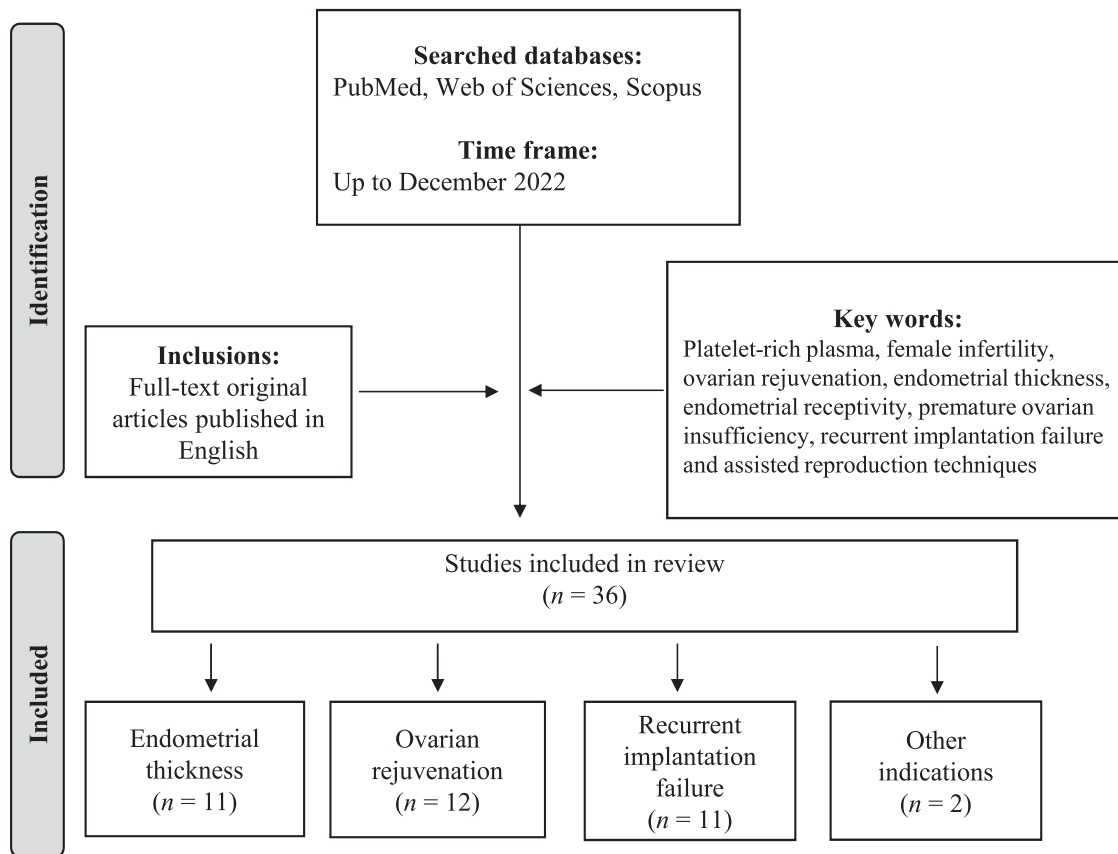 Identification
Searched databases:
PubMed, Web of Sciences, Scopus
Time frame:
Up to December 2022
Inclusions:
Full-text original
articles published in
English
Key words:
Platelet-rich plasma, female infertility,
ovarian rejuvenation, endometrial thickness,
endometrial receptivity, premature ovarian
insufficiency, recurrent implantation failure
and assisted reproduction techniques
Included
Studies included in review
(n = 36)
Endometrial
thickness
(n = 11)
Ovarian
rejuvenation
(n = 12)
Recurrent
implantation
failure
(n = 11)
Other
indications
(n = 2)